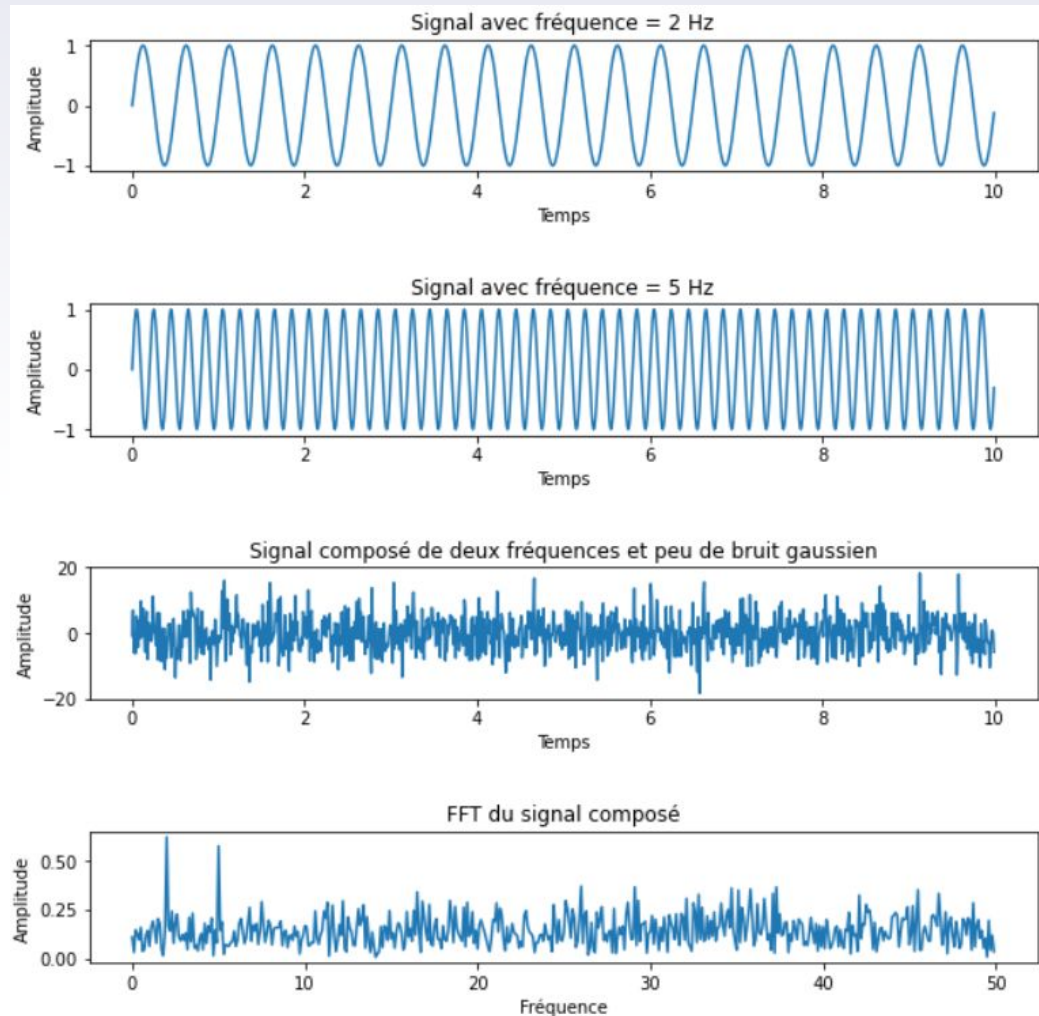 Signal avec fréquence = 2 Hz
1
0
−1
Amplitude
0 2 4 6 8 10
Temps
Signal avec fréquence = 5 Hz
1
0
−1
Amplitude
0 2 4 6 8 10
Temps
Signal composé de deux fréquences et peu de bruit gaussien
20
0
−20
Amplitude
0 2 4 6 8 10
Temps
FFT du signal composé
0.50
0.25
0.00
Amplitude
0 10 20 30 40 50
Fréquence